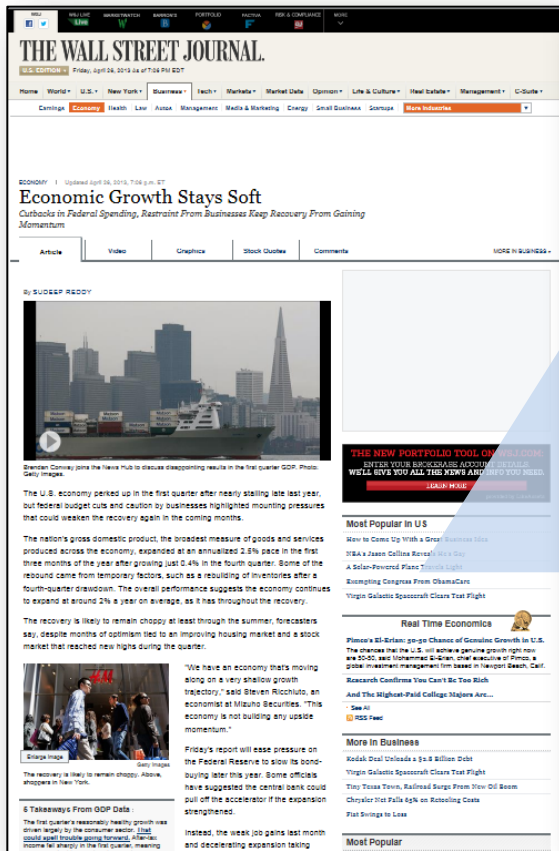 WSJ
WSJ LIVE
MARKETWATCH
BARRON'S
PORTFOLIO
FACTIVA
RISK & COMPLIANCE
MORE
Live
THE WALL STREET JOURNAL.
U.S. EDITION
Friday, April 26, 2013 As of 7:08 PM EDT
Home World U.S. New York Business Tech Markets Market Data Opinion Life & Culture Real Estate Management C-Suite
Earnings Economy Health Law Autos Management Media & Marketing Energy Small Business Startups More Industries
ECONOMY | Updated April 26, 2013, 7:08 p.m. ET
Economic Growth Stays Soft
Cutbacks in Federal Spending, Restraint From Businesses Keep Recovery From Gaining
Momentum
Article Video Graphics Stock Quotes Comments MORE IN BUSINESS
By SUDEEP REDDY
Brendan Conway joins the News Hub to discuss disappointing results in the first quarter GDP. Photo:
Getty Images.
The U.S. economy perked up in the first quarter after nearly stalling late last year,
but federal budget cuts and caution by businesses highlighted mounting pressures
that could weaken the recovery again in the coming months.
The nation's gross domestic product, the broadest measure of goods and services
produced across the economy, expanded at an annualized 2.5% pace in the first
three months of the year after growing just 0.4% in the fourth quarter. Some of the
rebound came from temporary factors, such as a rebuilding of inventories after a
fourth-quarter drawdown. The overall performance suggests the economy continues
to expand at around 2% a year on average, as it has throughout the recovery.
The recovery is likely to remain choppy at least through the summer, forecasters
say, despite months of optimism tied to an improving housing market and a stock
market that reached new highs during the quarter.
H&M
Enlarge Image
Getty Images
The recovery is likely to remain choppy. Above,
shoppers in New York.
6 Takeaways From GDP Data
The first quarter's reasonably healthy growth was
driven largely by the consumer sector. That
could spell trouble going forward. After-tax
income fell sharply in the first quarter, meaning
"We have an economy that's moving
along on a very shallow growth
trajectory," said Steven Ricchiuto, an
economist at Mizuho Securities. "This
economy is not building any upside
momentum."
Friday's report will ease pressure on
the Federal Reserve to slow its bond-
buying later this year. Some officials
have suggested the central bank could
pull off the accelerator if the expansion
strengthened.
Instead, the weak job gains last month
and decelerating expansion taking
THE NEW PORTFOLIO TOOL ON WSJ.COM:
ENTER YOUR BROKERAGE ACCOUNT DETAILS.
WE'LL GIVE YOU ALL THE NEWS AND INFO YOU NEED.
LEARN MORE
Most Popular in US
How to Come Up With a Great Business Idea
NBA's Jason Collins Reveals He's Gay
A Solar-Powered Plane Travels Light
Exempting Congress From ObamaCare
Virgin Galactic Spacecraft Clears Test Flight
Real Time Economics
Pimco's El-Erian: 50-50 Chance of Genuine Growth in U.S.
The chances that the U.S. will achieve genuine growth right now
are 50-50, said Mohammed El-Erian, chief executive of Pimco, a
global investment management firm based in Newport Beach, Calif.
Research Confirms You Can't Be Too Rich
And The Highest-Paid College Majors Are...
See All
RSS Feed
More in Business
Kodak Deal Unloads a $2.8 Billion Debt
Virgin Galactic Spacecraft Clears Test Flight
Tiny Texas Town, Railroad Surge From New Oil Boom
Chrysler Net Falls 65% on Retooling Costs
Fiat Swings to Loss
Most Popular